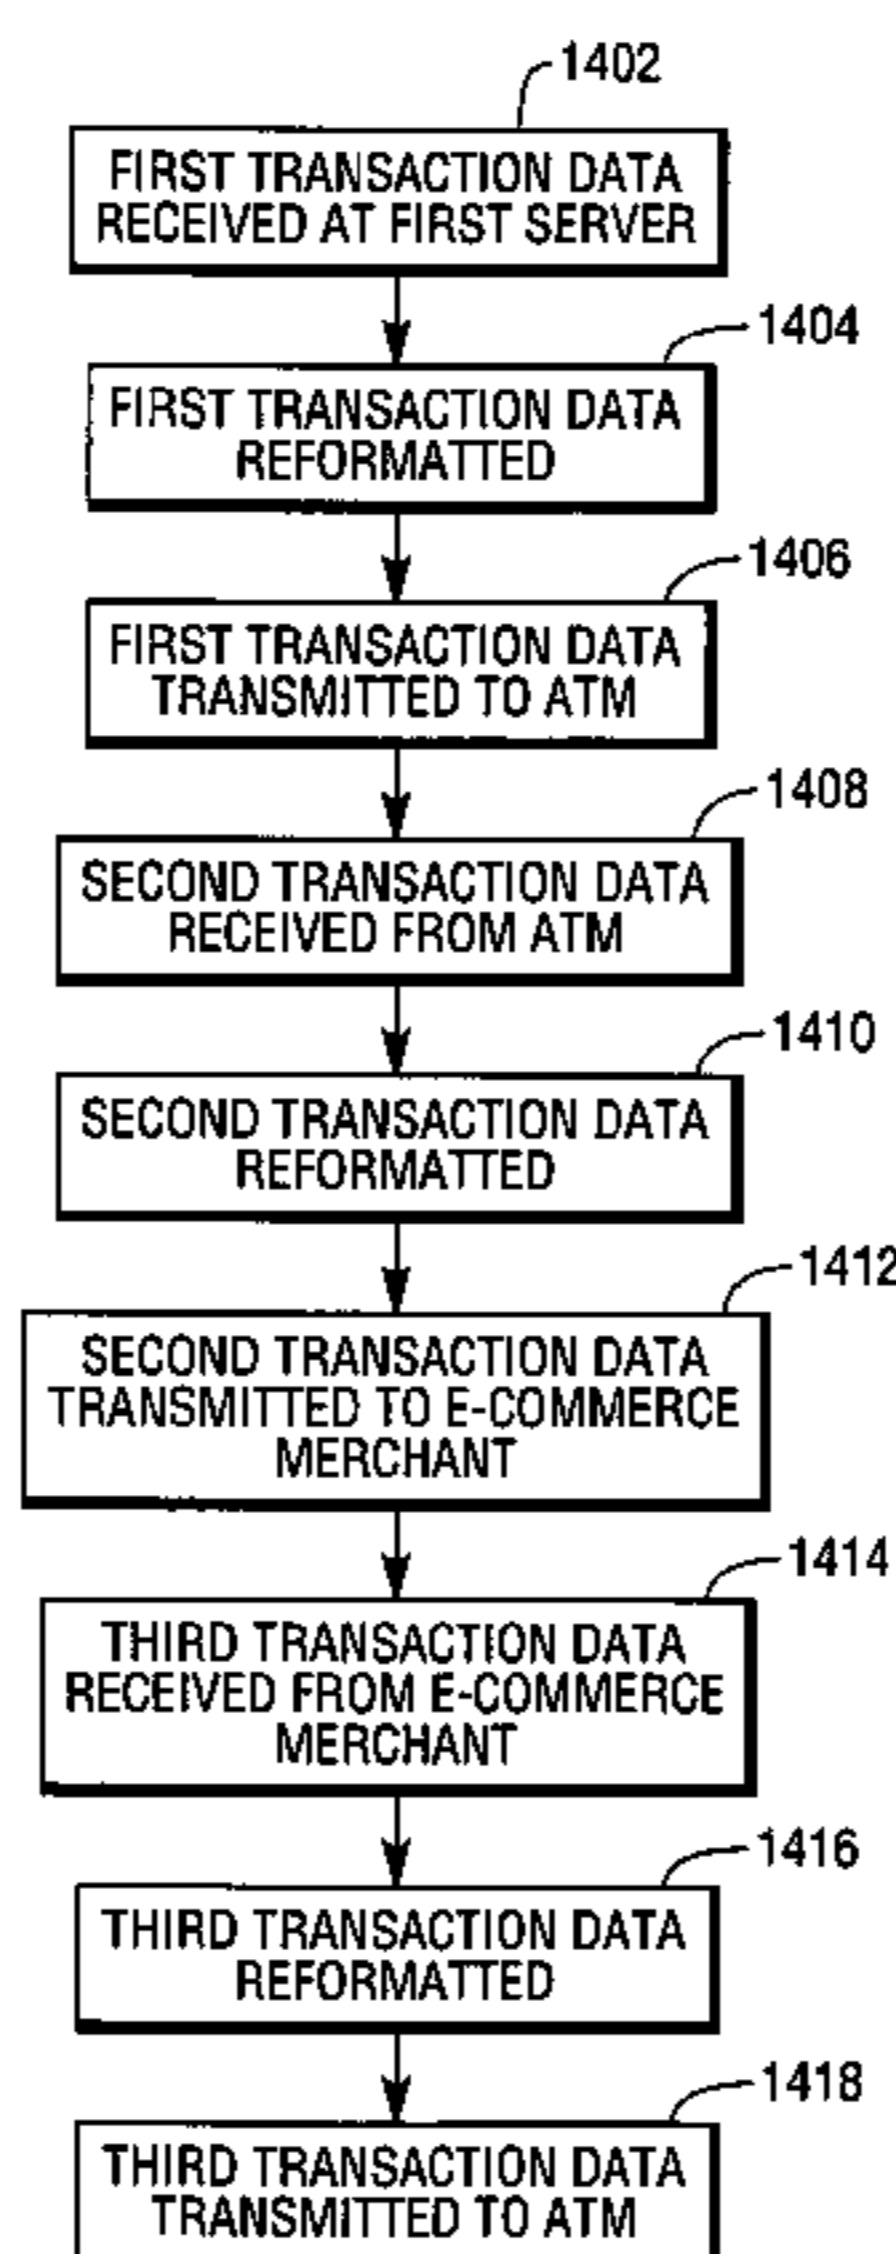 1402
FIRST TRANSACTION DATA
RECEIVED AT FIRST SERVER
1404
FIRST TRANSACTION DATA
REFORMATTED
1406
FIRST TRANSACTION DATA
TRANSMITTED TO ATM
1408
SECOND TRANSACTION DATA
RECEIVED FROM ATM
1410
SECOND TRANSACTION DATA
REFORMATTED
1412
SECOND TRANSACTION DATA
TRANSMITTED TO E-COMMERCE
MERCHANT
1414
THIRD TRANSACTION DATA
RECEIVED FROM E-COMMERCE
MERCHANT
1416
THIRD TRANSACTION DATA
REFORMATTED
1418
THIRD TRANSACTION DATA
TRANSMITTED TO ATM